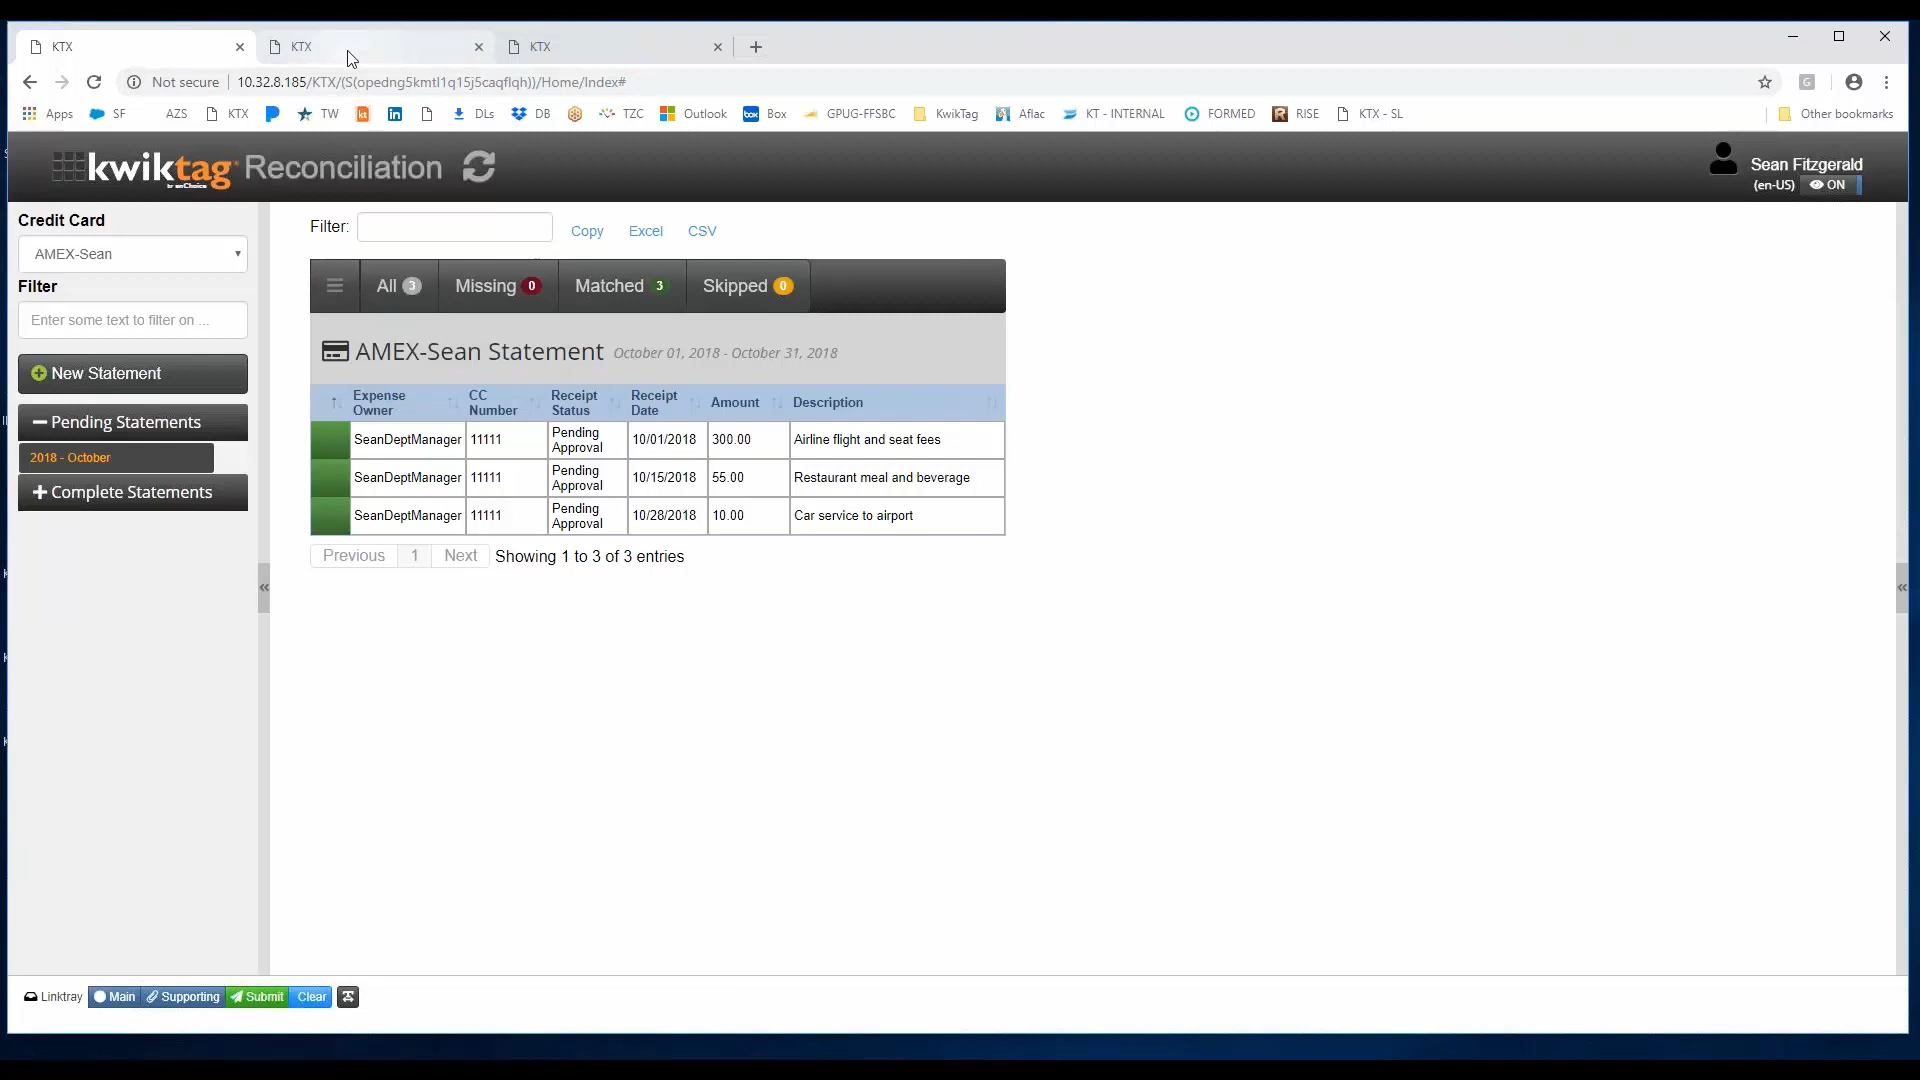 KTX
KTX
KTX
Not secure 10.32.8.185/KTX/(S(opedng5kmtl1q15j5caqflqh))/Home/Index#
Apps SF AZS KTX TW kt in DLs DB TZC Outlook box Box GPUG-FFSBC KwikTag Aflac KT - INTERNAL FORMED R RISE KTX - SL Other bookmarks
kwiktag Reconciliation
by enChoice
Sean Fitzgerald
(en-US) ON
Credit Card
AMEX-Sean
Filter
Enter some text to filter on ...
New Statement
Pending Statements
2018 - October
Complete Statements
Filter: Copy Excel CSV
All 3 Missing 0 Matched 3 Skipped 0
AMEX-Sean Statement October 01, 2018 - October 31, 2018
Expense Owner CC Number Receipt Status Receipt Date Amount Description
SeanDeptManager 11111 Pending Approval 10/01/2018 300.00 Airline flight and seat fees
SeanDeptManager 11111 Pending Approval 10/15/2018 55.00 Restaurant meal and beverage
SeanDeptManager 11111 Pending Approval 10/28/2018 10.00 Car service to airport
Previous 1 Next Showing 1 to 3 of 3 entries
Linktray Main Supporting Submit Clear